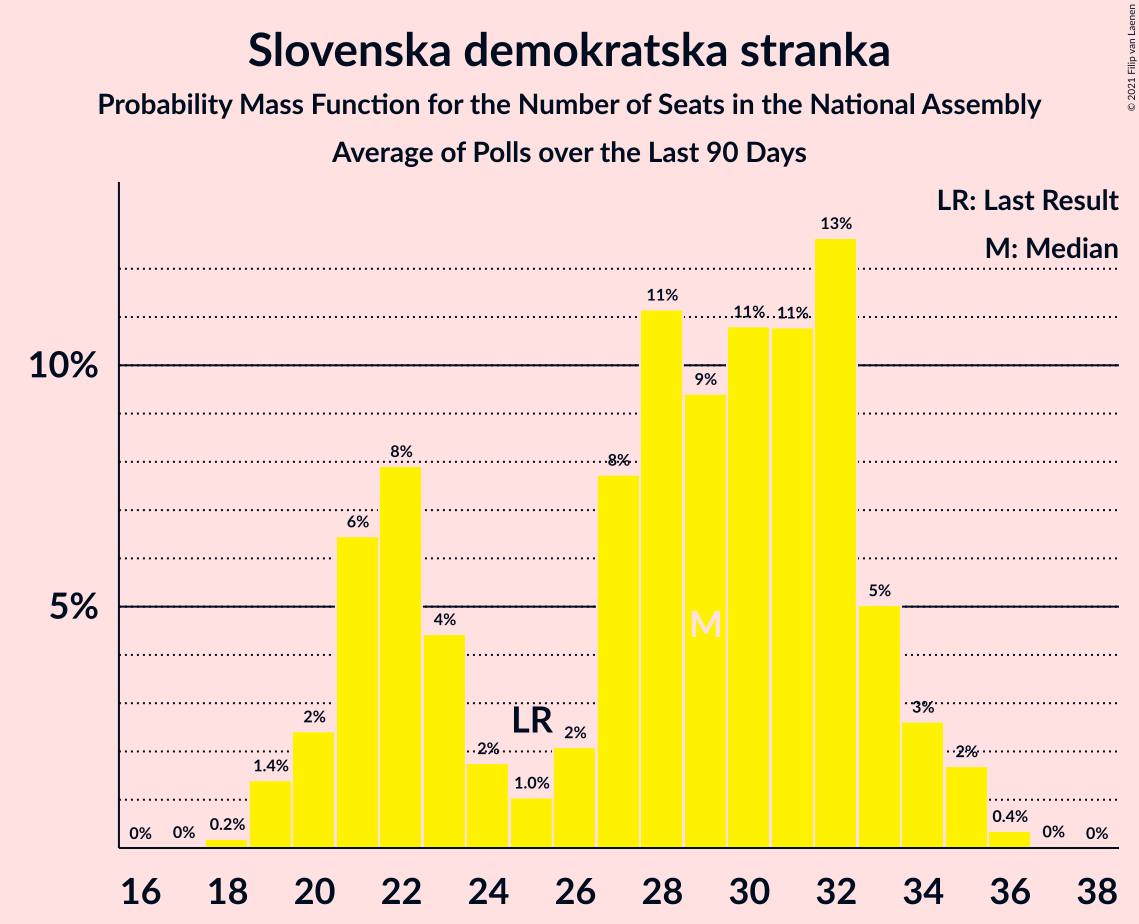 Slovenska demokratska stranka
Probability Mass Function for the Number of Seats in the National Assembly
Average of Polls over the Last 90 Days
© 2021 Filip van Laenen
LR: Last Result
M: Median
13%
11%
11%
11%
10%
9%
8%
8%
6%
5%
5%
4%
M
LR
3%
2%
2%
2%
2%
1.4%
1.0%
0.4%
0.2%
0%
0%
0%
0%
16 18 20 22 24 26 28 30 32 34 36 38